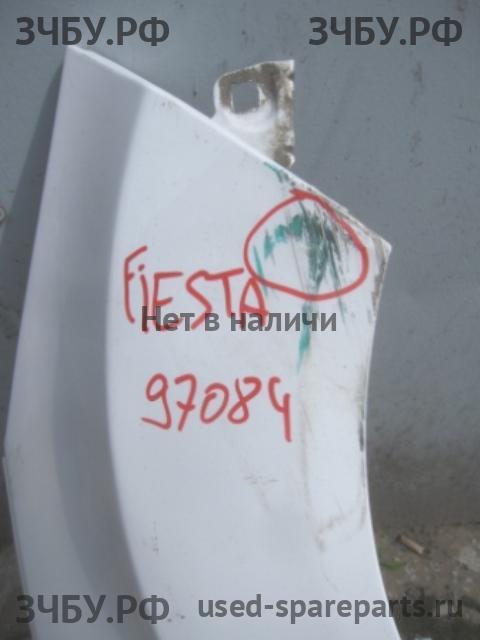 ЗЧБУ.РФ ЗЧБУ.РФ
FiESTA
Нет в наличи
97084
ЗЧБУ.РФ used-spareparts.ru